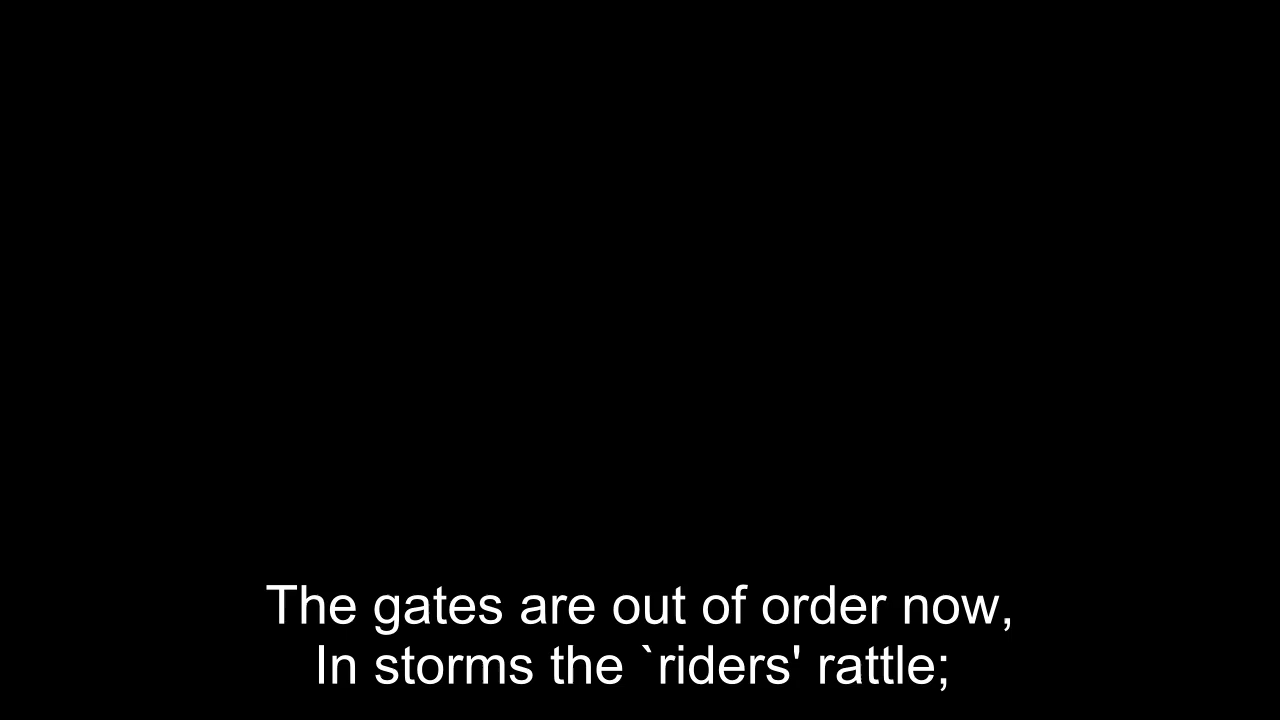 The gates are out of order now,
In storms the `riders' rattle;